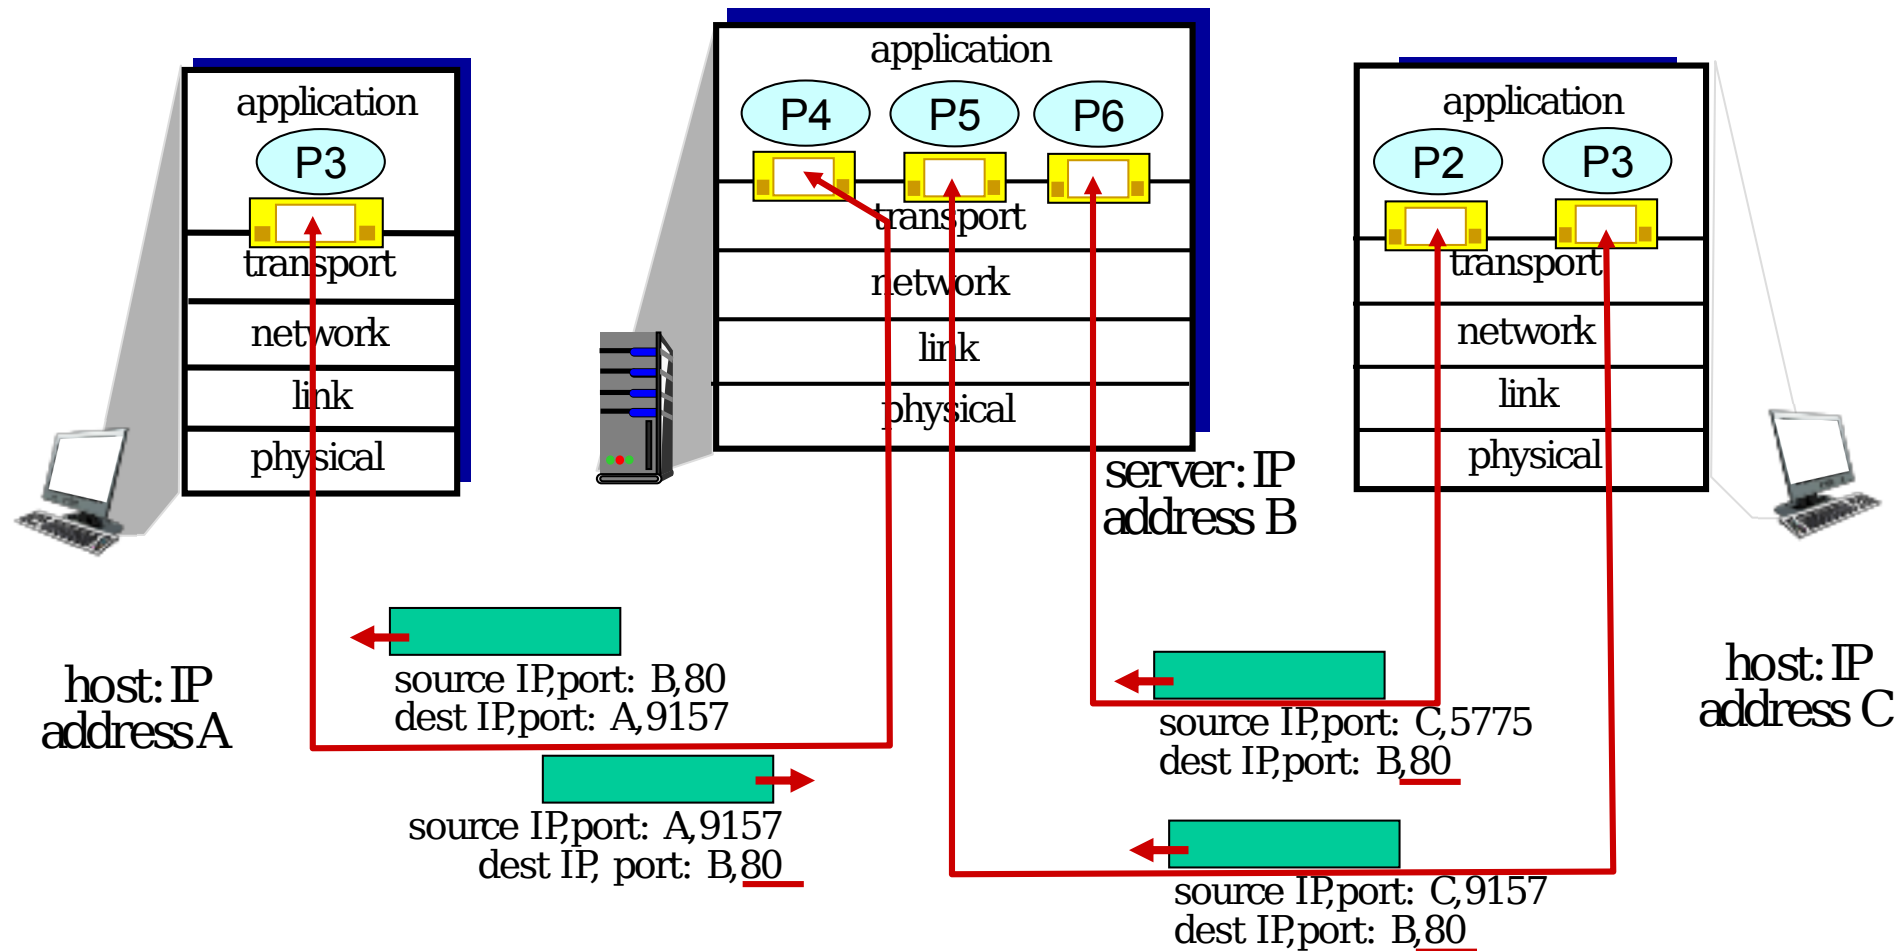 application
P3
transport
network
link
physical
host: IP
address A
application
P4 P5 P6
transport
network
link
physical
server: IP
address B
application
P2 P3
transport
network
link
physical
host: IP
address C
source IP,port: B,80
dest IP,port: A,9157
source IP,port: A,9157
dest IP, port: B,80
source IP,port: C,5775
dest IP,port: B,80
source IP,port: C,9157
dest IP,port: B,80